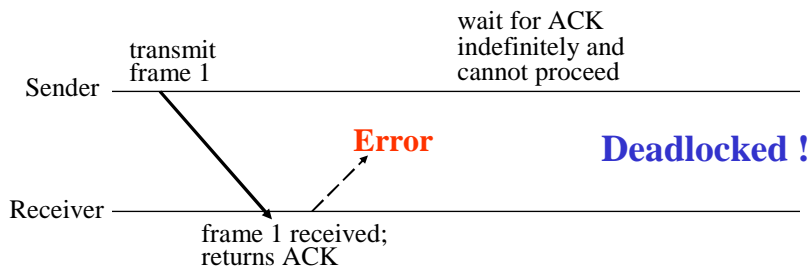 transmit
frame 1
wait for ACK
indefinitely and
cannot proceed
Sender
Error
Deadlocked !
Receiver
frame 1 received;
returns ACK